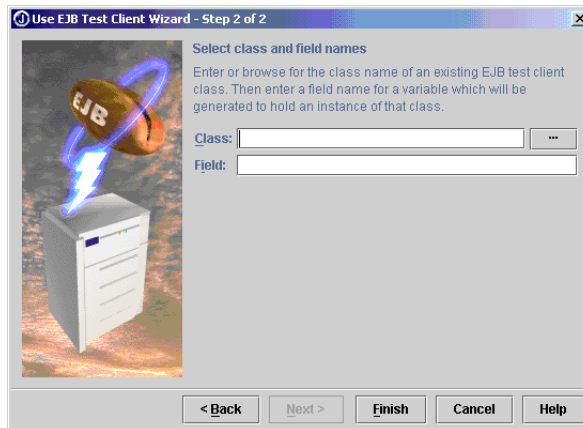 Use EJB Test Client Wizard - Step 2 of 2
Select class and field names
Enter or browse for the class name of an existing EJB test client
class. Then enter a field name for a variable which will be
generated to hold an instance of that class.
Class:
...
Field:
EJB
< Back
Next >
Finish
Cancel
Help